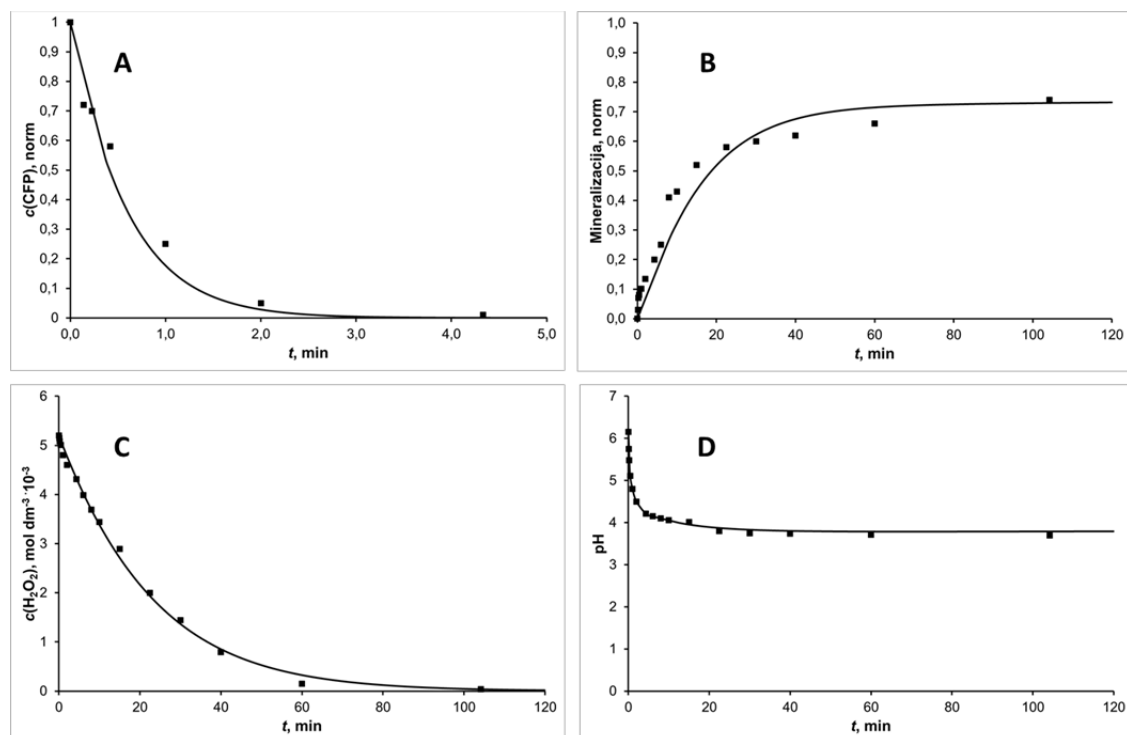 A
c(CFP), norm
1
0,9
0,8
0,7
0,6
0,5
0,4
0,3
0,2
0,1
0
0,0 1,0 2,0 3,0 4,0 5,0
t, min
B
Mineralizacija, norm
1,0
0,9
0,8
0,7
0,6
0,5
0,4
0,3
0,2
0,1
0,0
0 20 40 60 80 100 120
t, min
C
c(H₂O₂), mol dm⁻³ ·10⁻³
6
5
4
3
2
1
0
0 20 40 60 80 100 120
t, min
D
pH
7
6
5
4
3
2
1
0
0 20 40 60 80 100 120
t, min